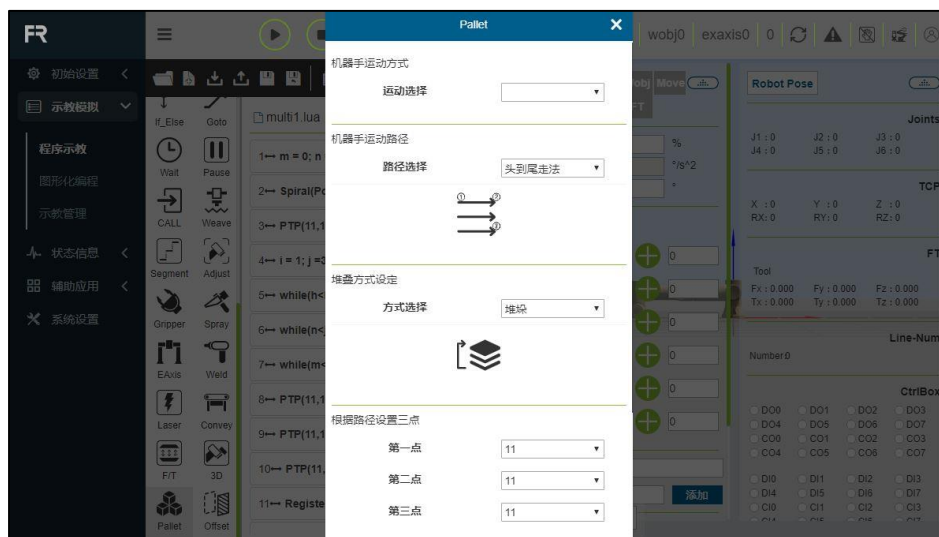 FR
Pallet
×
wobj0 exaxis0 0
初始设置
示教模拟
程序示教
图形化编程
示教管理
状态信息
辅助应用
系统设置
If_Else Goto
Wait Pause
CALL Weave
Segment Adjust
Gripper Spray
EAxis Weld
Laser Convey
F/T 3D
Pallet Offset
multi1.lua
1 m = 0; n
2 Spiral(Po
3 PTP(11,1
4 i = 1; j =3
5 while(h<
6 while(n<
7 while(m<
8 PTP(11,1
9 PTP(11,1
10 PTP(11,
11 Registe
机器手运动方式
运动选择
机器手运动路径
路径选择 头到尾走法
① ②
③
堆叠方式设定
方式选择 堆垛
根据路径设置三点
第一点 11
第二点 11
第三点 11
obj Move
FT
%
°/s^2
°
0
0
0
0
0
0
添加
Robot Pose
Joints
J1 : 0 J2 : 0 J3 : 0
J4 : 0 J5 : 0 J6 : 0
TCP
X : 0 Y : 0 Z : 0
RX: 0 RY: 0 RZ: 0
FT
Tool
Fx : 0.000 Fy : 0.000 Fz : 0.000
Tx : 0.000 Ty : 0.000 Tz : 0.000
Line-Num
Number:0
CtrlBox
DO0 DO1 DO2 DO3
DO4 DO5 DO6 DO7
CO0 CO1 CO2 CO3
CO4 CO5 CO6 CO7
DI0 DI1 DI2 DI3
DI4 DI5 DI6 DI7
CI0 CI1 CI2 CI3